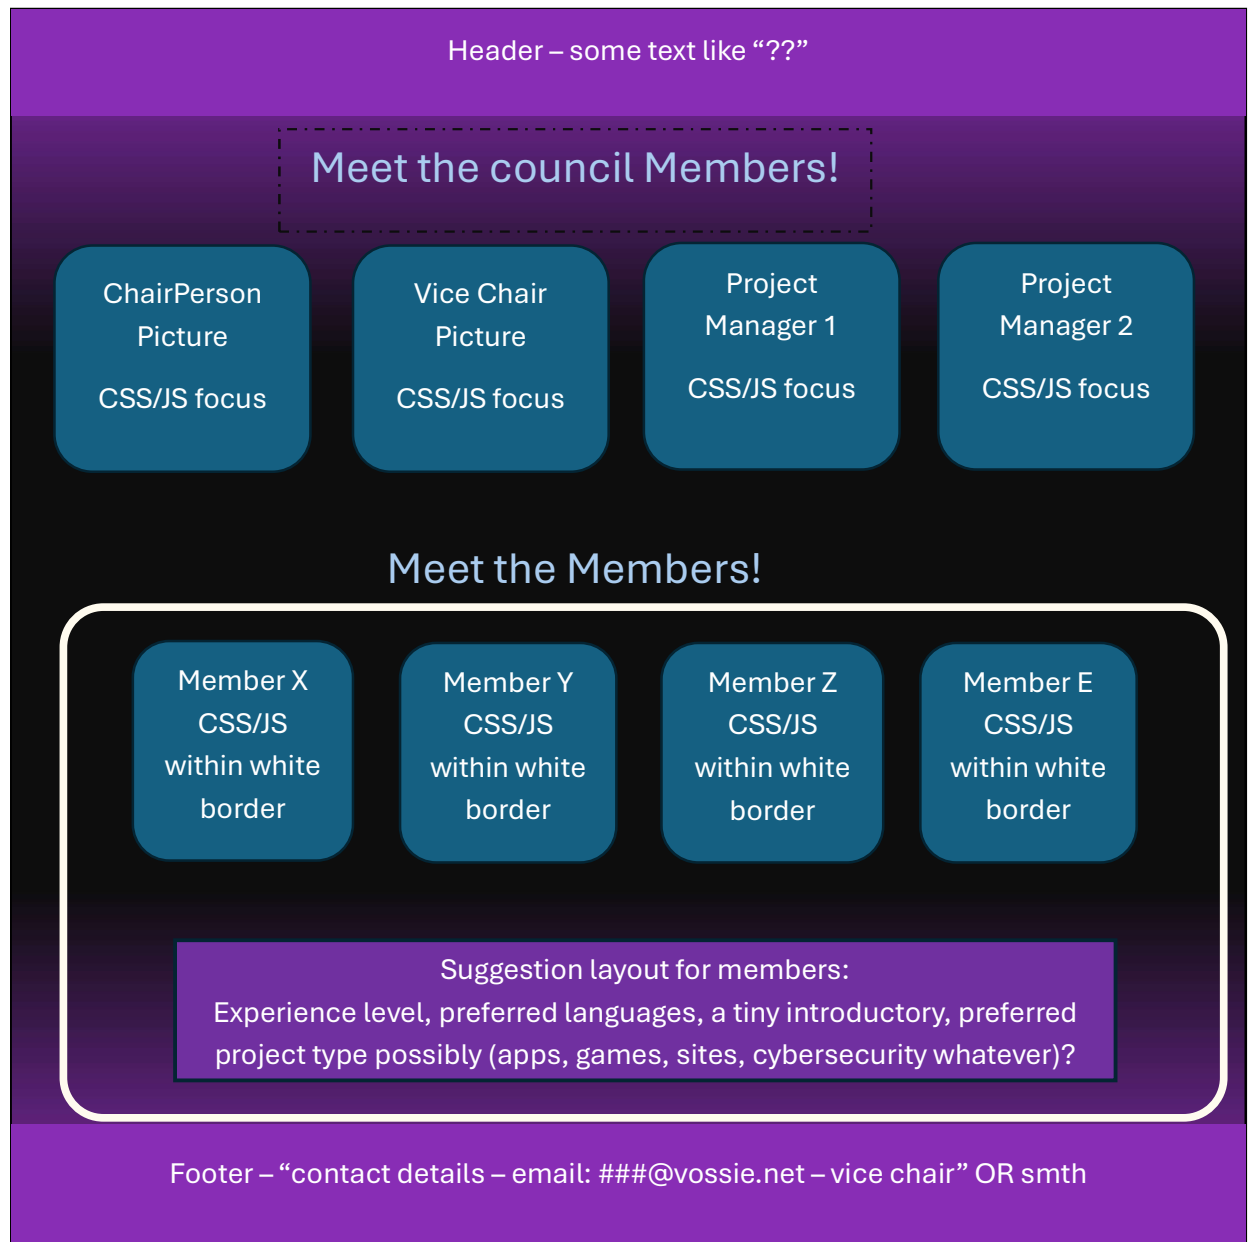 Header – some text like “??”
Meet the council Members!
ChairPerson
Picture
CSS/JS focus
Vice Chair
Picture
CSS/JS focus
Project
Manager 1
CSS/JS focus
Project
Manager 2
CSS/JS focus
Meet the Members!
Member X
CSS/JS
within white
border
Member Y
CSS/JS
within white
border
Member Z
CSS/JS
within white
border
Member E
CSS/JS
within white
border
Suggestion layout for members:
Experience level, preferred languages, a tiny introductory, preferred
project type possibly (apps, games, sites, cybersecurity whatever)?
Footer – “contact details – email: ###@vossie.net – vice chair” OR smth